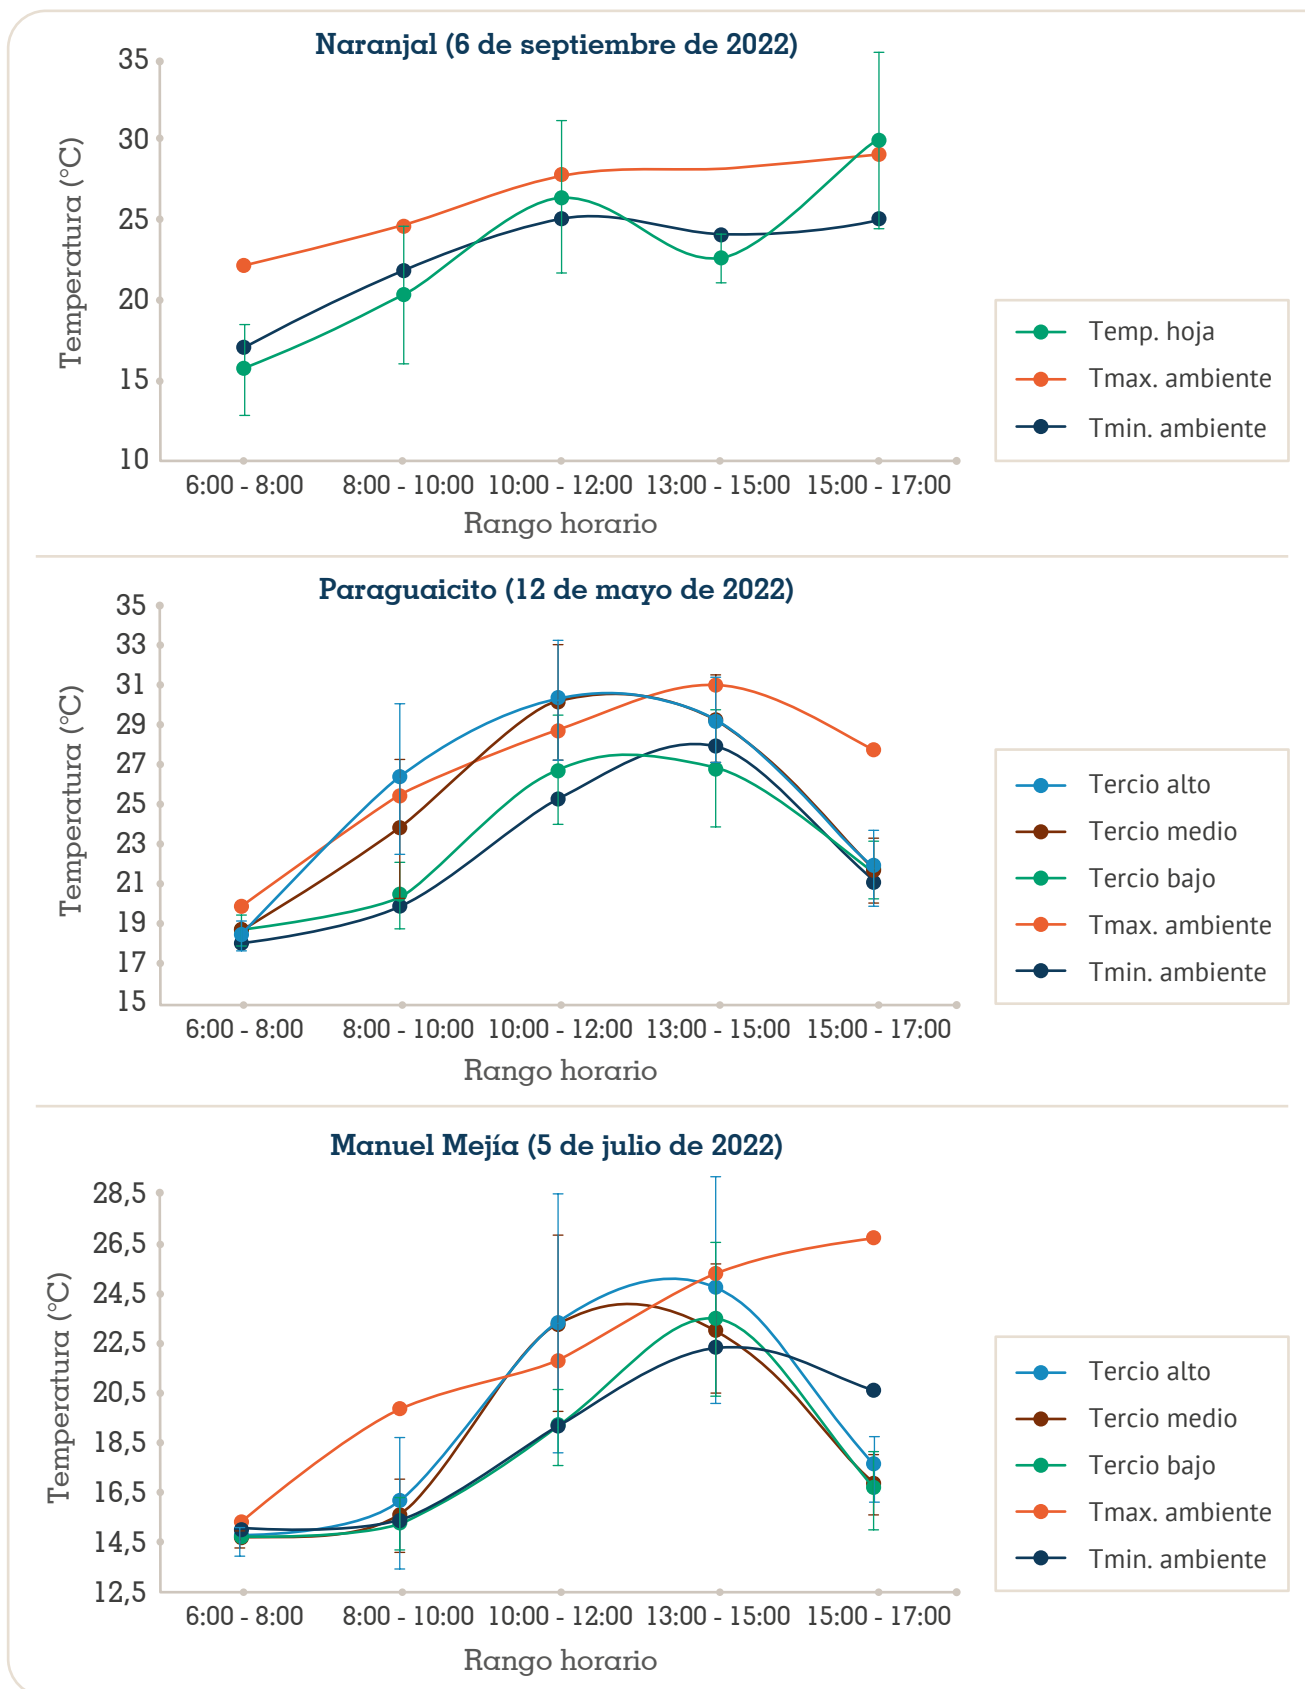 Naranjal (6 de septiembre de 2022)
Temperatura (°C)
35
30
25
20
15
10
6:00 - 8:00 8:00 - 10:00 10:00 - 12:00 13:00 - 15:00 15:00 - 17:00
Rango horario
Temp. hoja
Tmax. ambiente
Tmin. ambiente
Paraguaicito (12 de mayo de 2022)
Temperatura (°C)
35
33
31
29
27
25
23
21
19
17
15
6:00 - 8:00 8:00 - 10:00 10:00 - 12:00 13:00 - 15:00 15:00 - 17:00
Rango horario
Tercio alto
Tercio medio
Tercio bajo
Tmax. ambiente
Tmin. ambiente
Manuel Mejía (5 de julio de 2022)
Temperatura (°C)
28,5
26,5
24,5
22,5
20,5
18,5
16,5
14,5
12,5
6:00 - 8:00 8:00 - 10:00 10:00 - 12:00 13:00 - 15:00 15:00 - 17:00
Rango horario
Tercio alto
Tercio medio
Tercio bajo
Tmax. ambiente
Tmin. ambiente